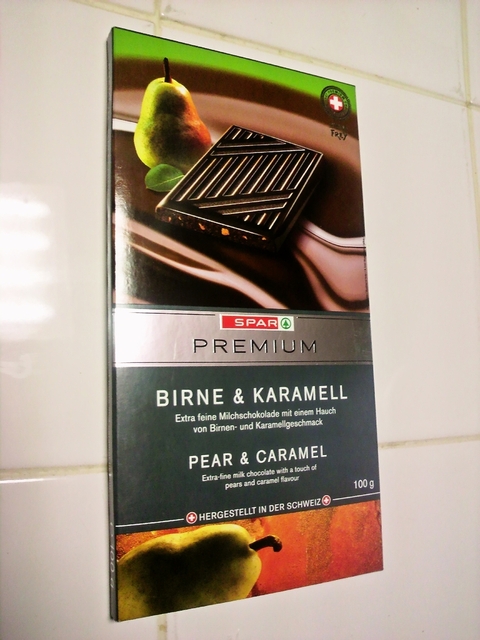 Frey
SPAR
PREMIUM
BIRNE & KARAMELL
Extra feine Milchschokolade mit einem Hauch
von Birnen- und Karamellgeschmack
PEAR & CARAMEL
Extra-fine milk chocolate with a touch of
pears and caramel flavour
100 g
HERGESTELLT IN DER SCHWEIZ